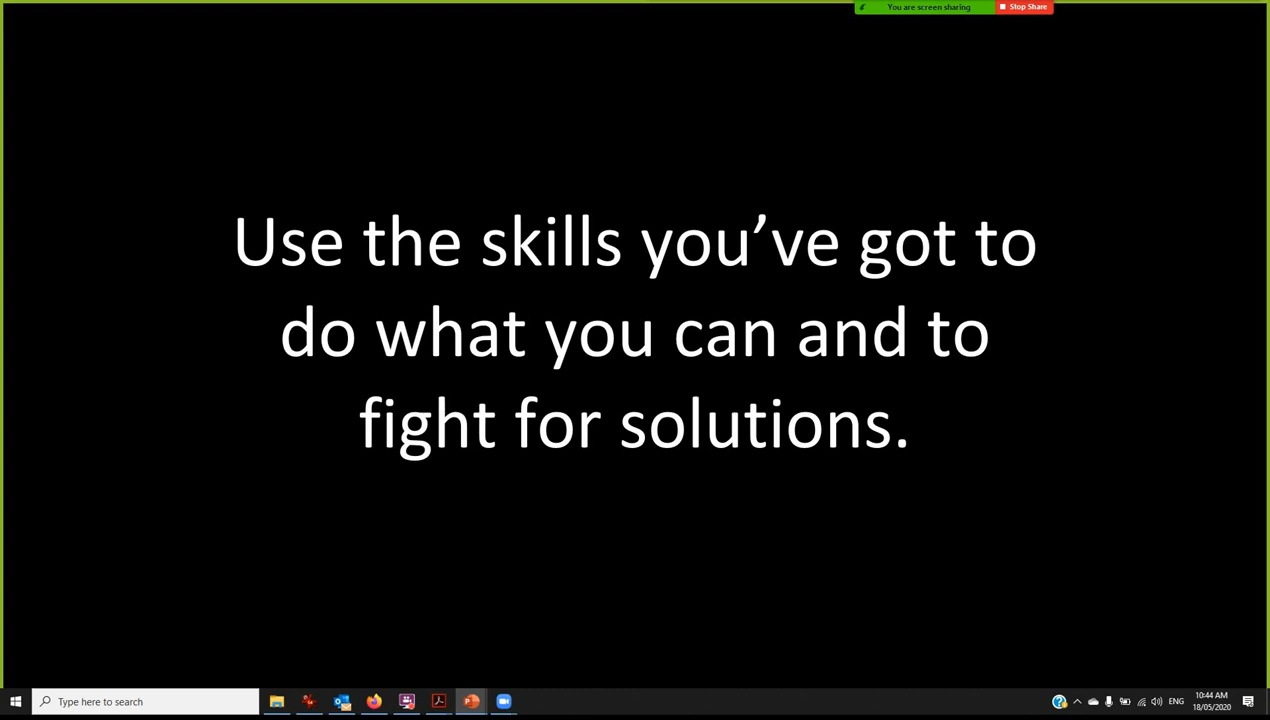 You are screen sharing
Stop Share
Use the skills you’ve got to
do what you can and to
fight for solutions.
Type here to search
ENG
10:44 AM
18/05/2020